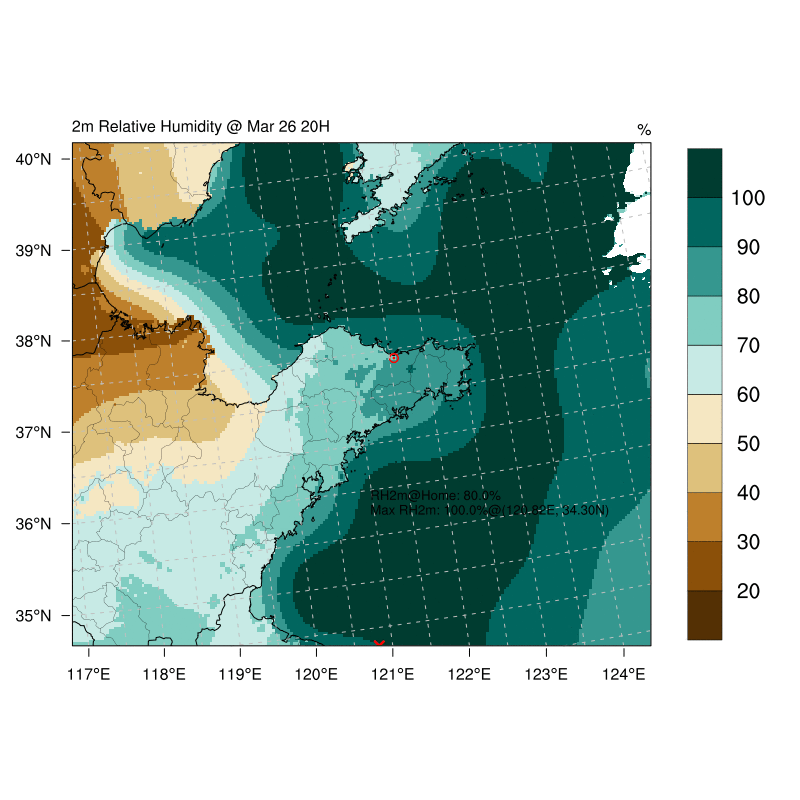 2m Relative Humidity @ Mar 26 20H
%
40°N
39°N
38°N
37°N
36°N
35°N
117°E
118°E
119°E
120°E
121°E
122°E
123°E
124°E
100
90
80
70
60
50
40
30
20
RH2m@Home: 80.0%
Max RH2m: 100.0%@(120.82E, 34.30N)